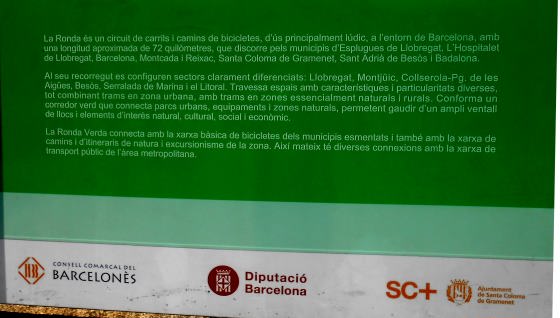 La Ronda és un circuit de carrils i camins de bicicletes, d'ús principalment lúdic, a l'entorn de Barcelona, amb
una longitud aproximada de 72 quilòmetres, que discorre pels municipis d'Esplugues de Llobregat, L'Hospitalet
de Llobregat, Barcelona, Montcada i Reixac, Santa Coloma de Gramenet, Sant Adrià de Besòs i Badalona.
Al seu recorregut es configuren sectors clarament diferenciats: Llobregat, Montjüic, Collserola-Pg. de les
Aigües, Besòs, Serralada de Marina i el Litoral. Travessa espais amb característiques i particularitats diverses,
tot combinant trams en zona urbana, amb trams en zones essencialment naturals i rurals. Conforma un
corredor verd que connecta parcs urbans, equipaments i zones naturals, permetent gaudir d'un ampli ventall
de llocs i elements d'interès natural, cultural, social i econòmic.
La Ronda Verda connecta amb la xarxa bàsica de bicicletes dels municipis esmentats i també amb la xarxa de
camins i d'itineraris de natura i excursionisme de la zona. Així mateix té diverses connexions amb la xarxa de
transport públic de l'àrea metropolitana.
CONSELL COMARCAL DEL
BARCELONÈS
Diputació
Barcelona
SC+
Ajuntament
de Santa Coloma
de Gramenet